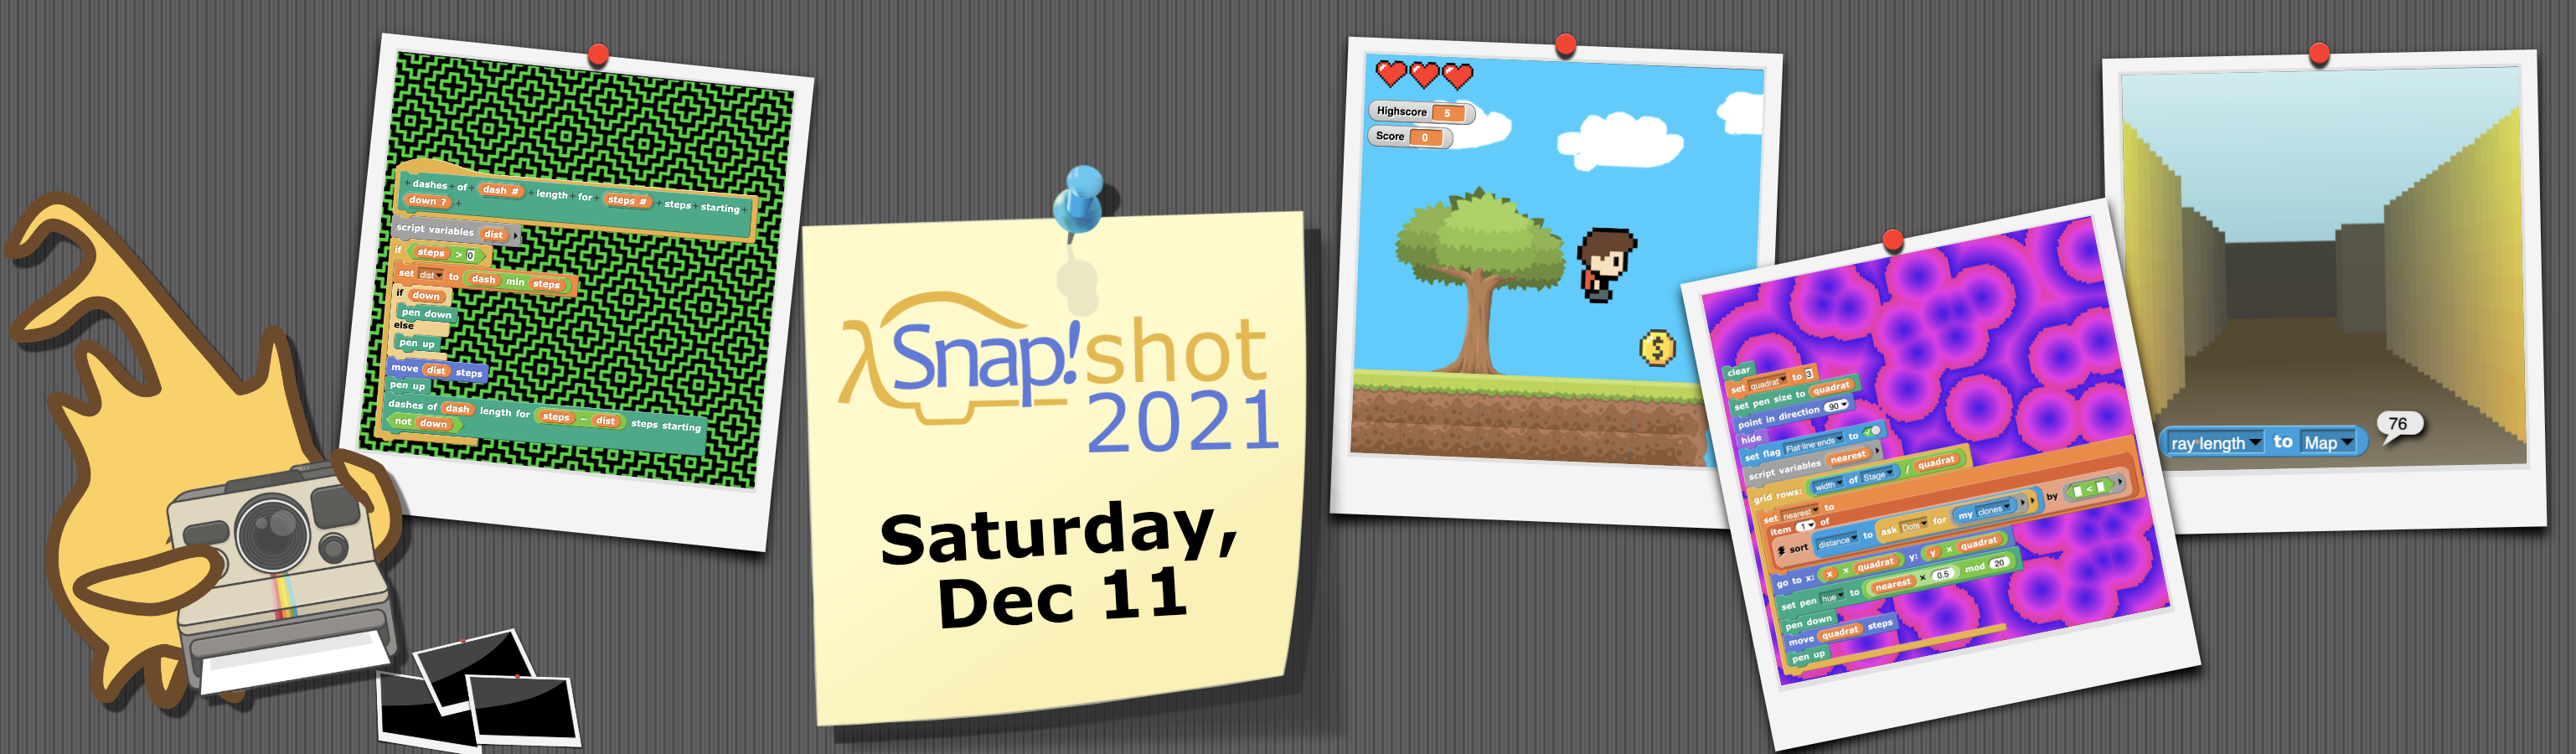 dashes of dash # length for steps # steps starting
down ?
script variables dist
if steps > 0
set dist to dash min steps
if down
pen down
else
pen up
move dist steps
pen up
dashes of dash length for steps − dist steps starting
not down
λSnap!shot
2021
Saturday,
Dec 11
Highscore 5
Score 0
$
clear
set quadrat to 3
set pen size to quadrat
point in direction 90
hide
set flag Flat line ends to
script variables nearest
grid rows: width of Stage / quadrat
set nearest to
item 1 of
sort distance to ask Dots for my clones by <
go to x: x × quadrat y: y × quadrat
set pen hue to nearest × 0.5 mod 20
pen down
move quadrat steps
pen up
ray length to Map
76